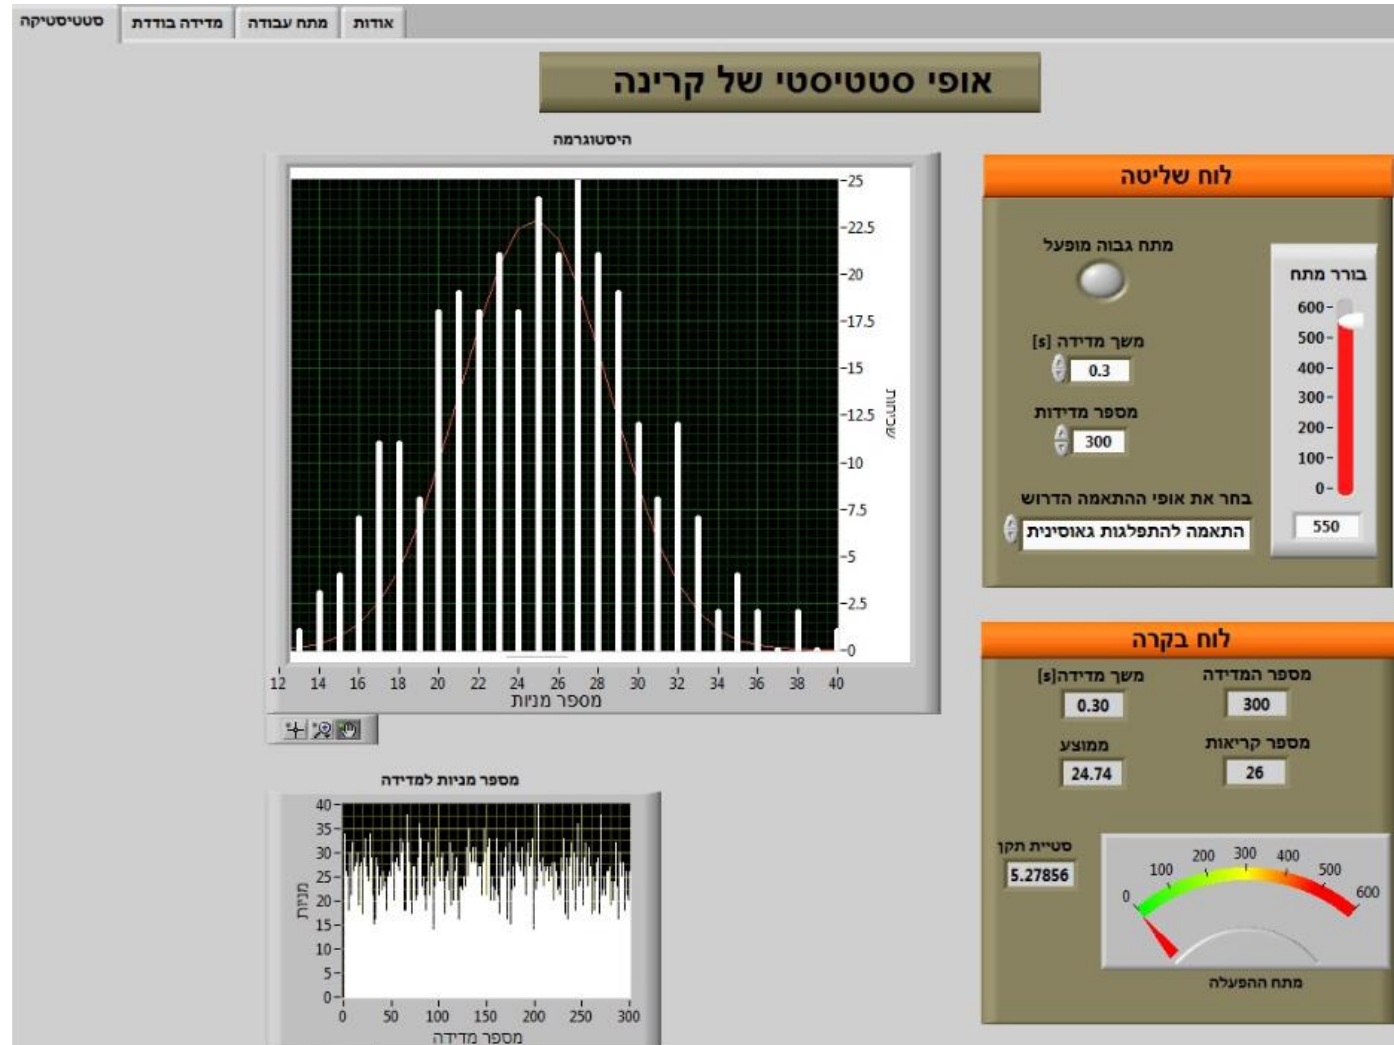 סטטיסטיקה מדידה בודדת מתח עבודה אודות
אופי סטטיסטי של קרינה
היסטוגרמה
25
22.5
20
17.5
15
12.5
10
7.5
5
2.5
0
שכיחות
12 14 16 18 20 22 24 26 28 30 32 34 36 38 40
מספר מניות
לוח שליטה
מתח גבוה מופעל
משך מדידה [s]
0.3
מספר מדידות
300
בחר את אופי ההתאמה הדרוש
התאמה להתפלגות גאוסינית
בורר מתח
600
500
400
300
200
100
0
550
לוח בקרה
מספר המדידה
300
משך מדידה[s]
0.30
מספר קריאות
26
ממוצע
24.74
סטיית תקן
5.27856
0 100 200 300 400 500 600
מתח ההפעלה
מספר מניות למדידה
40
35
30
25
20
15
10
5
0
מניות
0 50 100 150 200 250 300
מספר מדידה